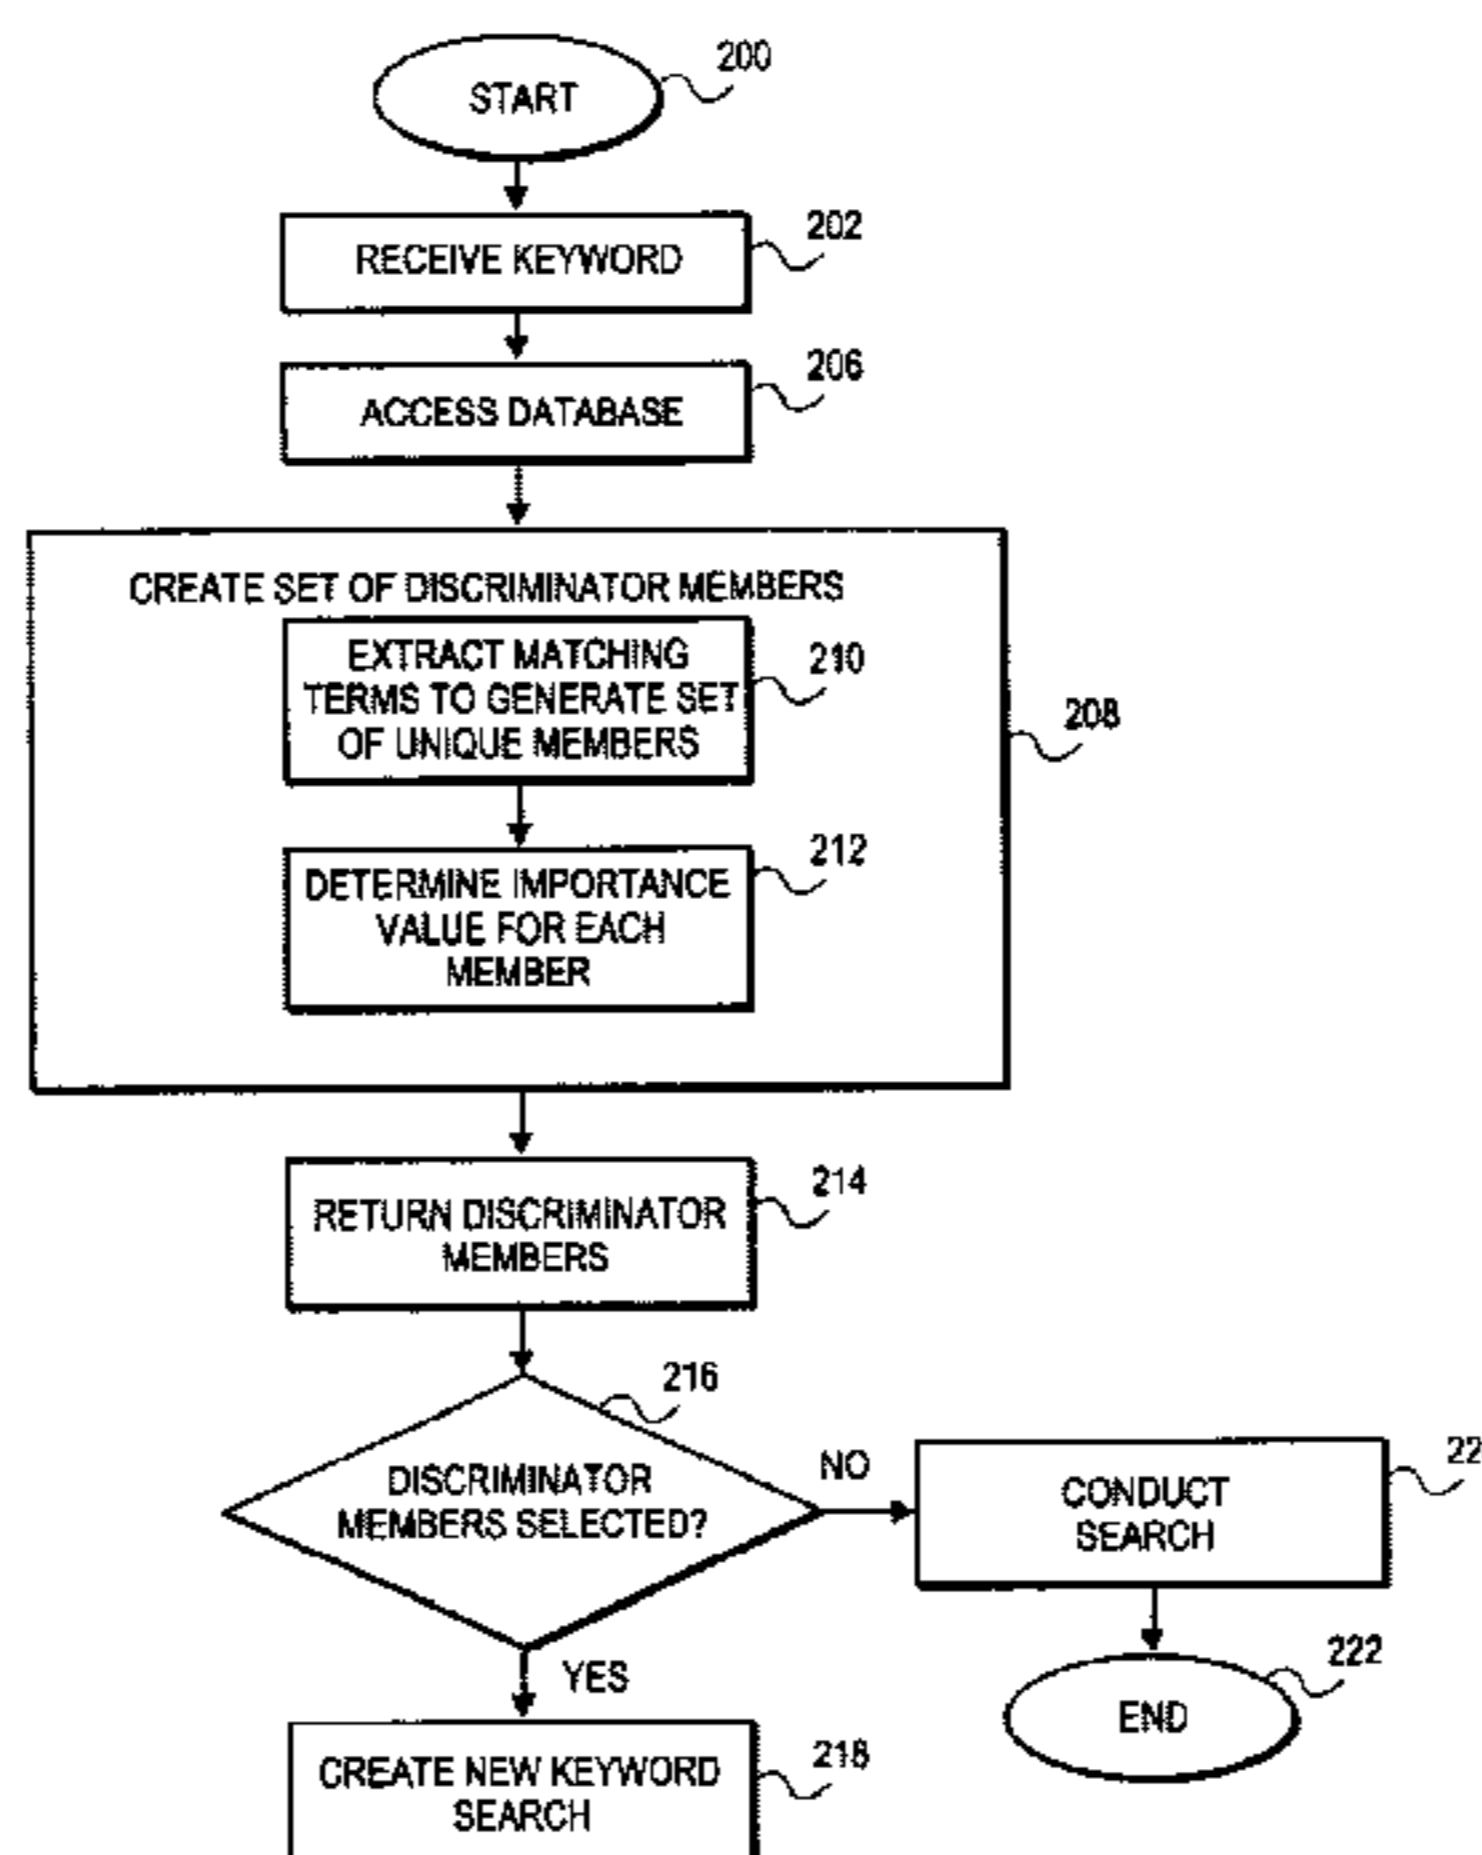 200
START
202
RECEIVE KEYWORD
206
ACCESS DATABASE
CREATE SET OF DISCRIMINATOR MEMBERS
EXTRACT MATCHING
TERMS TO GENERATE SET
OF UNIQUE MEMBERS
210
208
212
DETERMINE IMPORTANCE
VALUE FOR EACH
MEMBER
214
RETURN DISCRIMINATOR
MEMBERS
216
DISCRIMINATOR
MEMBERS SELECTED?
NO
22
CONDUCT
SEARCH
YES
222
END
218
CREATE NEW KEYWORD
SEARCH